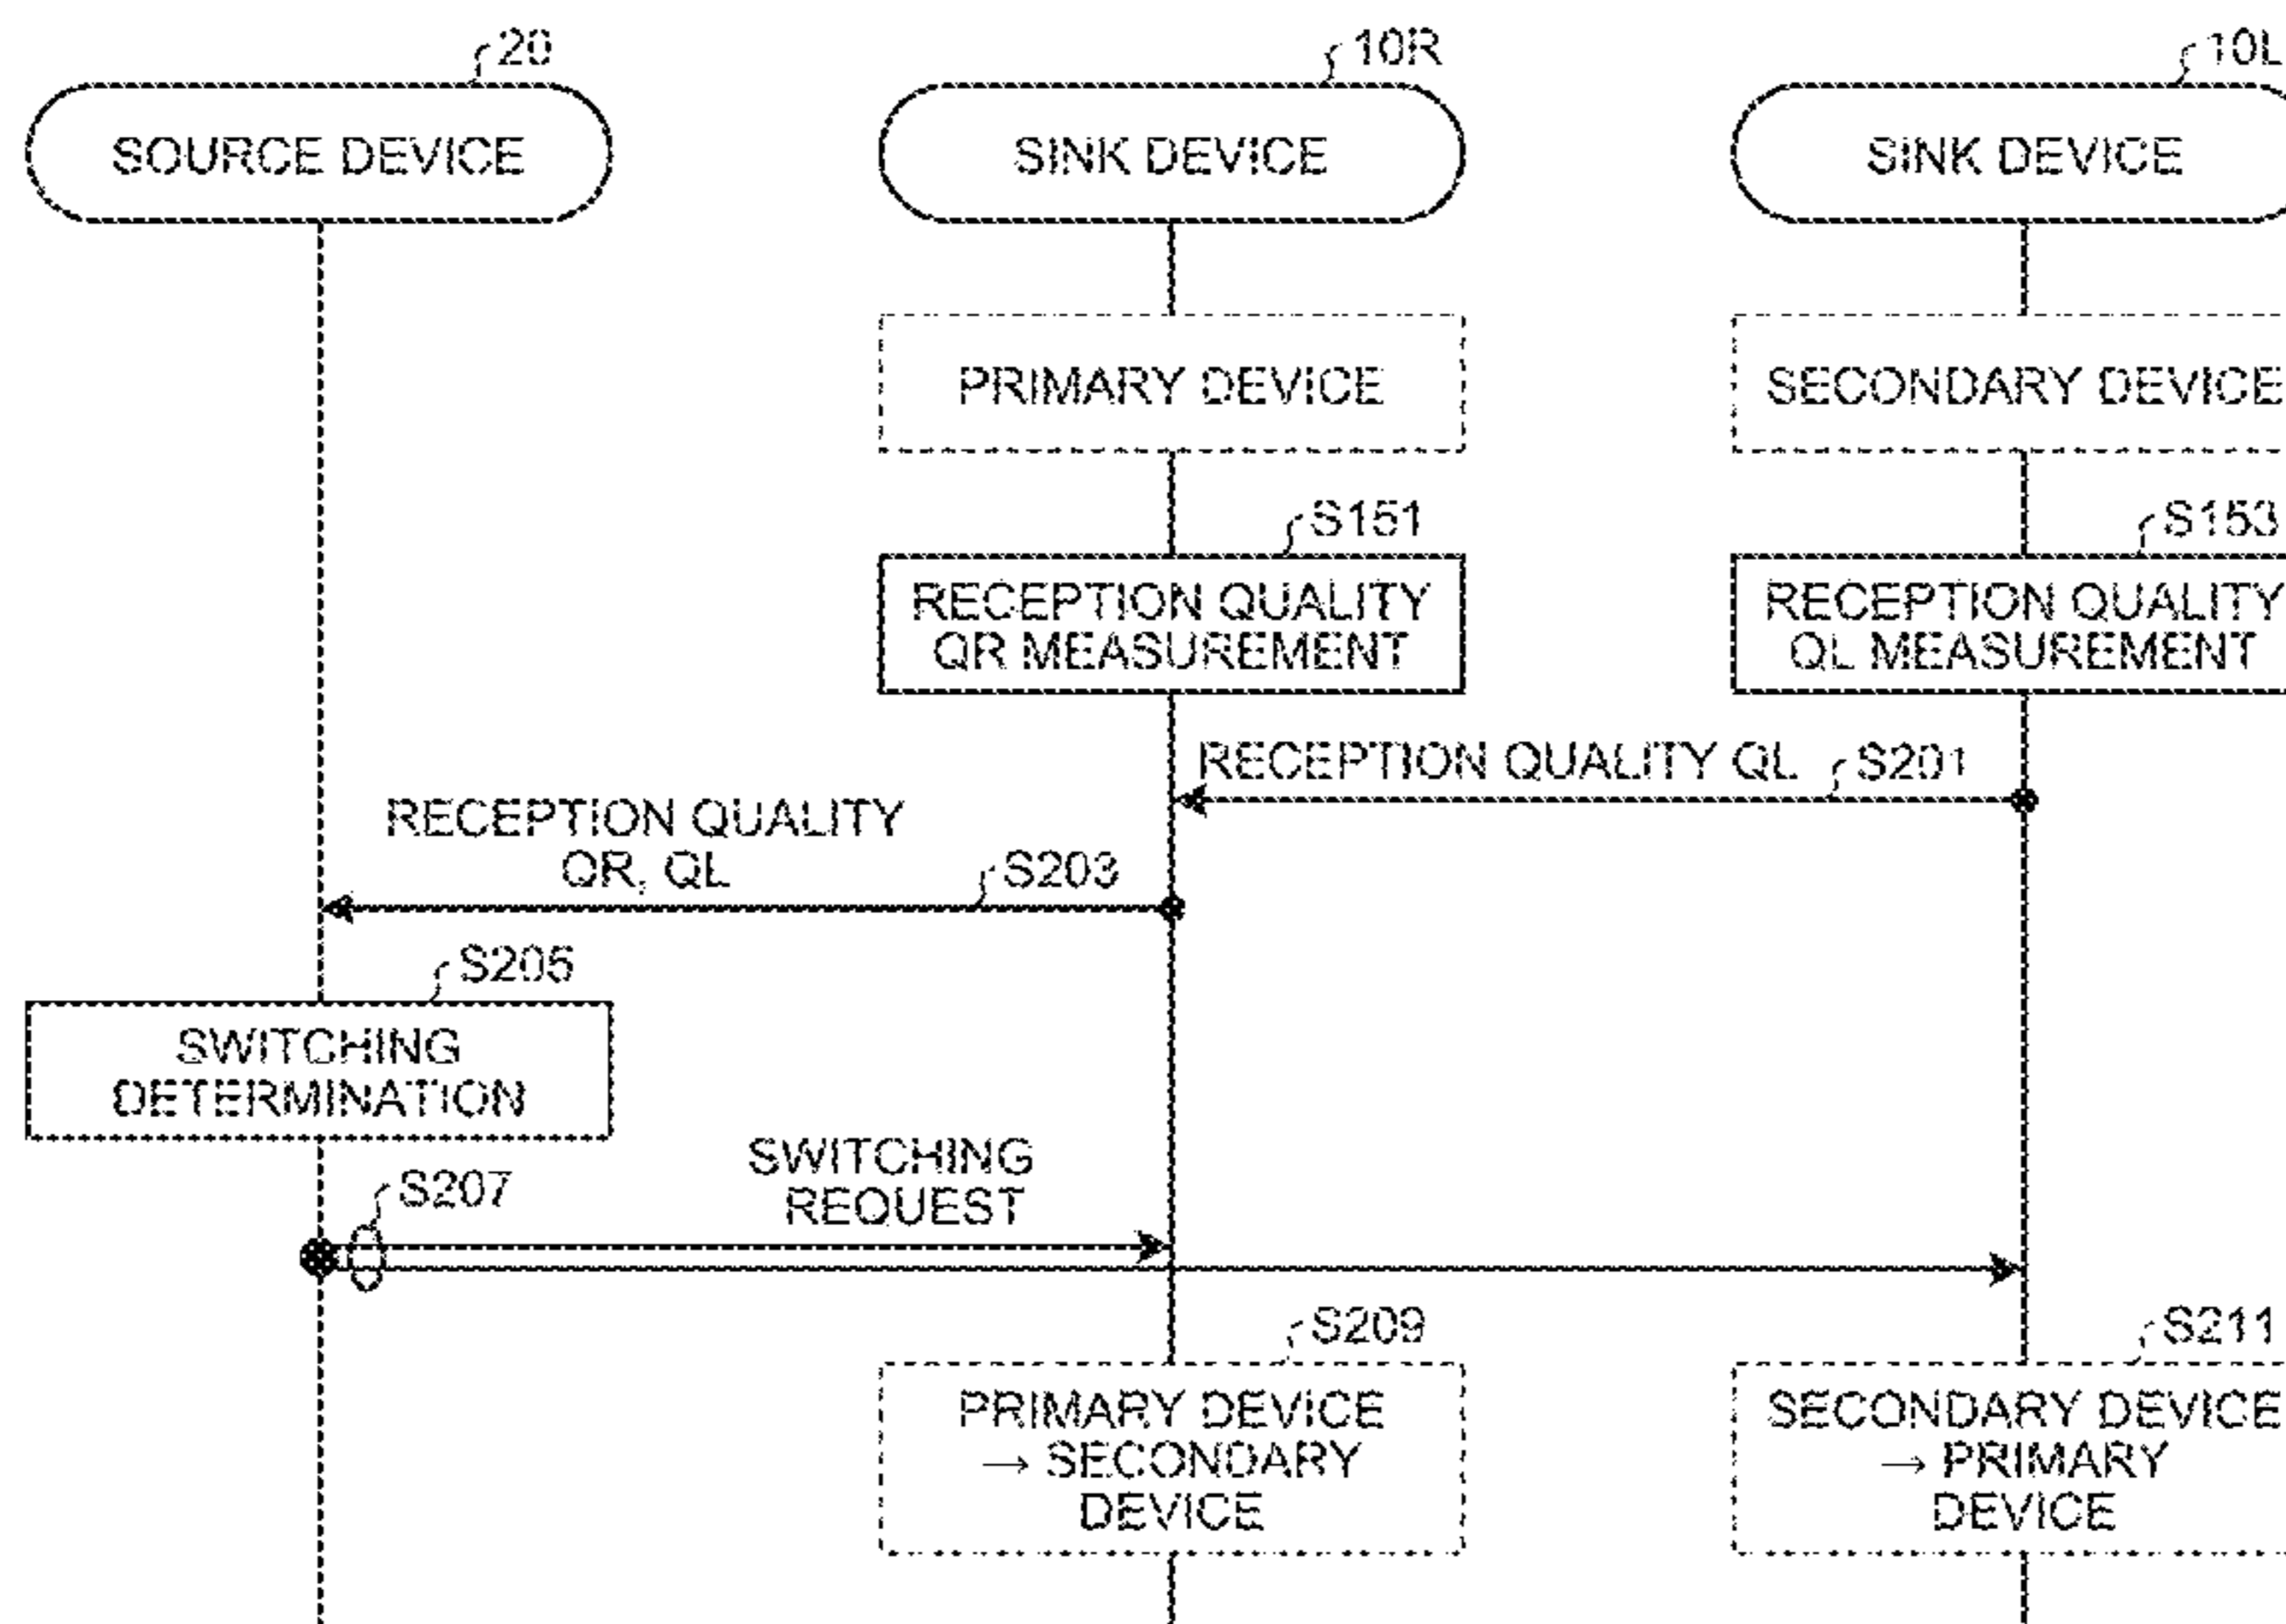 20
10R
10L
SOURCE DEVICE
SINK DEVICE
SINK DEVICE
PRIMARY DEVICE
SECONDARY DEVICE
S151
S153
RECEPTION QUALITY
QR MEASUREMENT
RECEPTION QUALITY
QL MEASUREMENT
RECEPTION QUALITY QL
S201
RECEPTION QUALITY
QR, QL
S203
S205
SWITCHING
DETERMINATION
SWITCHING
REQUEST
S207
S209
S211
PRIMARY DEVICE
→ SECONDARY
DEVICE
SECONDARY DEVICE
→ PRIMARY
DEVICE